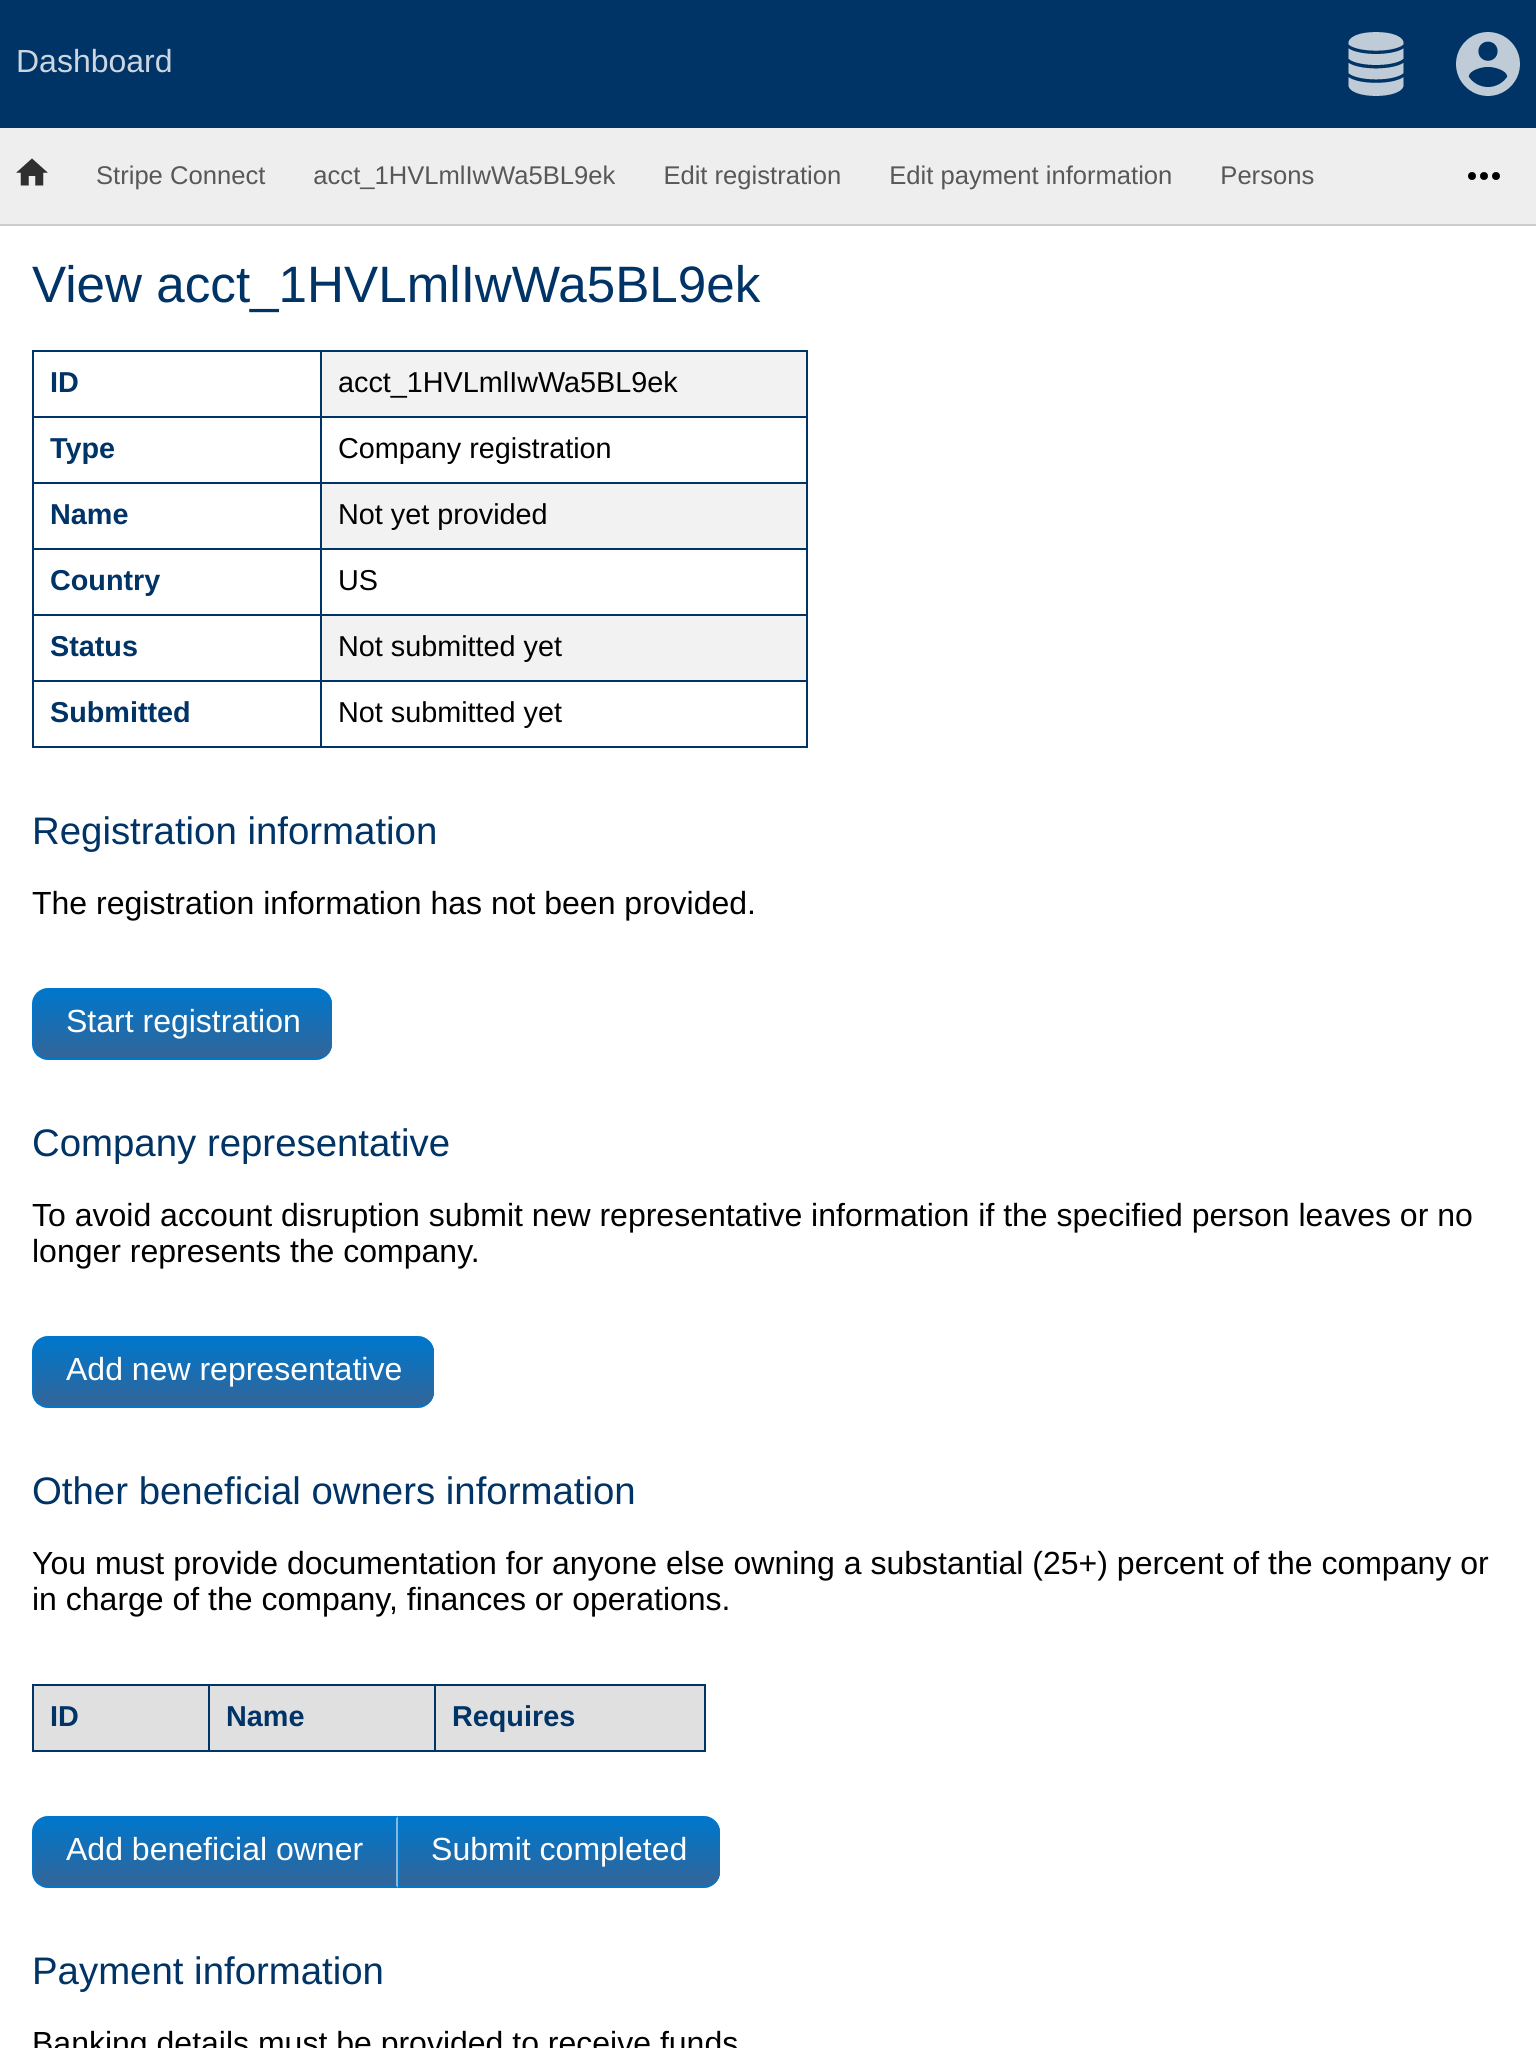 Dashboard
Stripe Connect acct_1HVLmlIwWa5BL9ek Edit registration Edit payment information Persons
View acct_1HVLmlIwWa5BL9ek
ID acct_1HVLmlIwWa5BL9ek
Type Company registration
Name Not yet provided
Country US
Status Not submitted yet
Submitted Not submitted yet
Registration information
The registration information has not been provided.
Start registration
Company representative
To avoid account disruption submit new representative information if the specified person leaves or no
longer represents the company.
Add new representative
Other beneficial owners information
You must provide documentation for anyone else owning a substantial (25+) percent of the company or
in charge of the company, finances or operations.
ID Name Requires
Add beneficial owner Submit completed
Payment information
Banking details must be provided to receive funds.